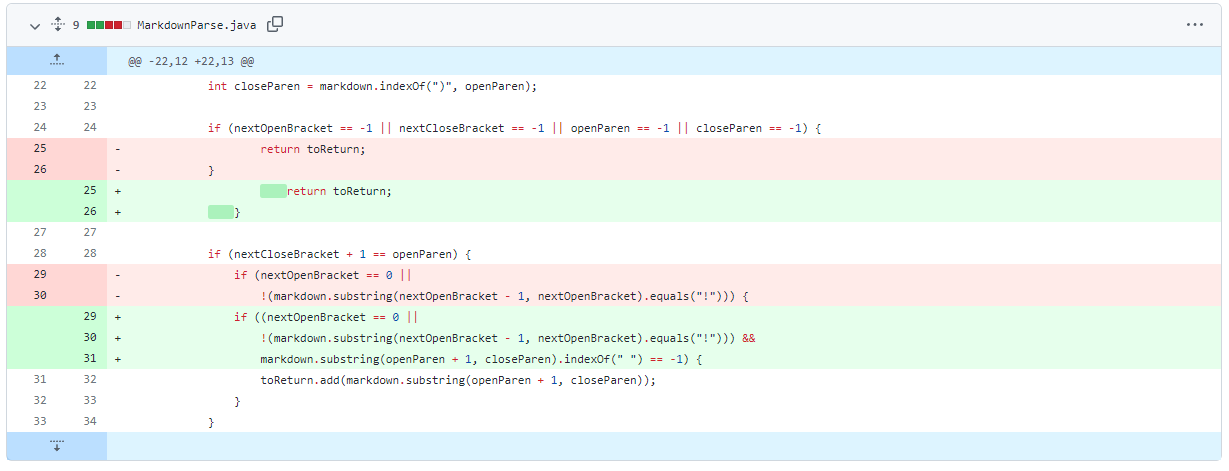 9 MarkdownParse.java
@@ -22,12 +22,13 @@
22 22 int closeParen = markdown.indexOf(")", openParen);
23 23
24 24 if (nextOpenBracket == -1 || nextCloseBracket == -1 || openParen == -1 || closeParen == -1) {
25 - return toReturn;
26 - }
25 + return toReturn;
26 + }
27 27
28 28 if (nextCloseBracket + 1 == openParen) {
29 - if (nextOpenBracket == 0 ||
30 - !(markdown.substring(nextOpenBracket - 1, nextOpenBracket).equals("!"))) {
29 + if ((nextOpenBracket == 0 ||
30 + !(markdown.substring(nextOpenBracket - 1, nextOpenBracket).equals("!"))) &&
31 + markdown.substring(openParen + 1, closeParen).indexOf(" ") == -1) {
31 32 toReturn.add(markdown.substring(openParen + 1, closeParen));
32 33 }
33 34 }